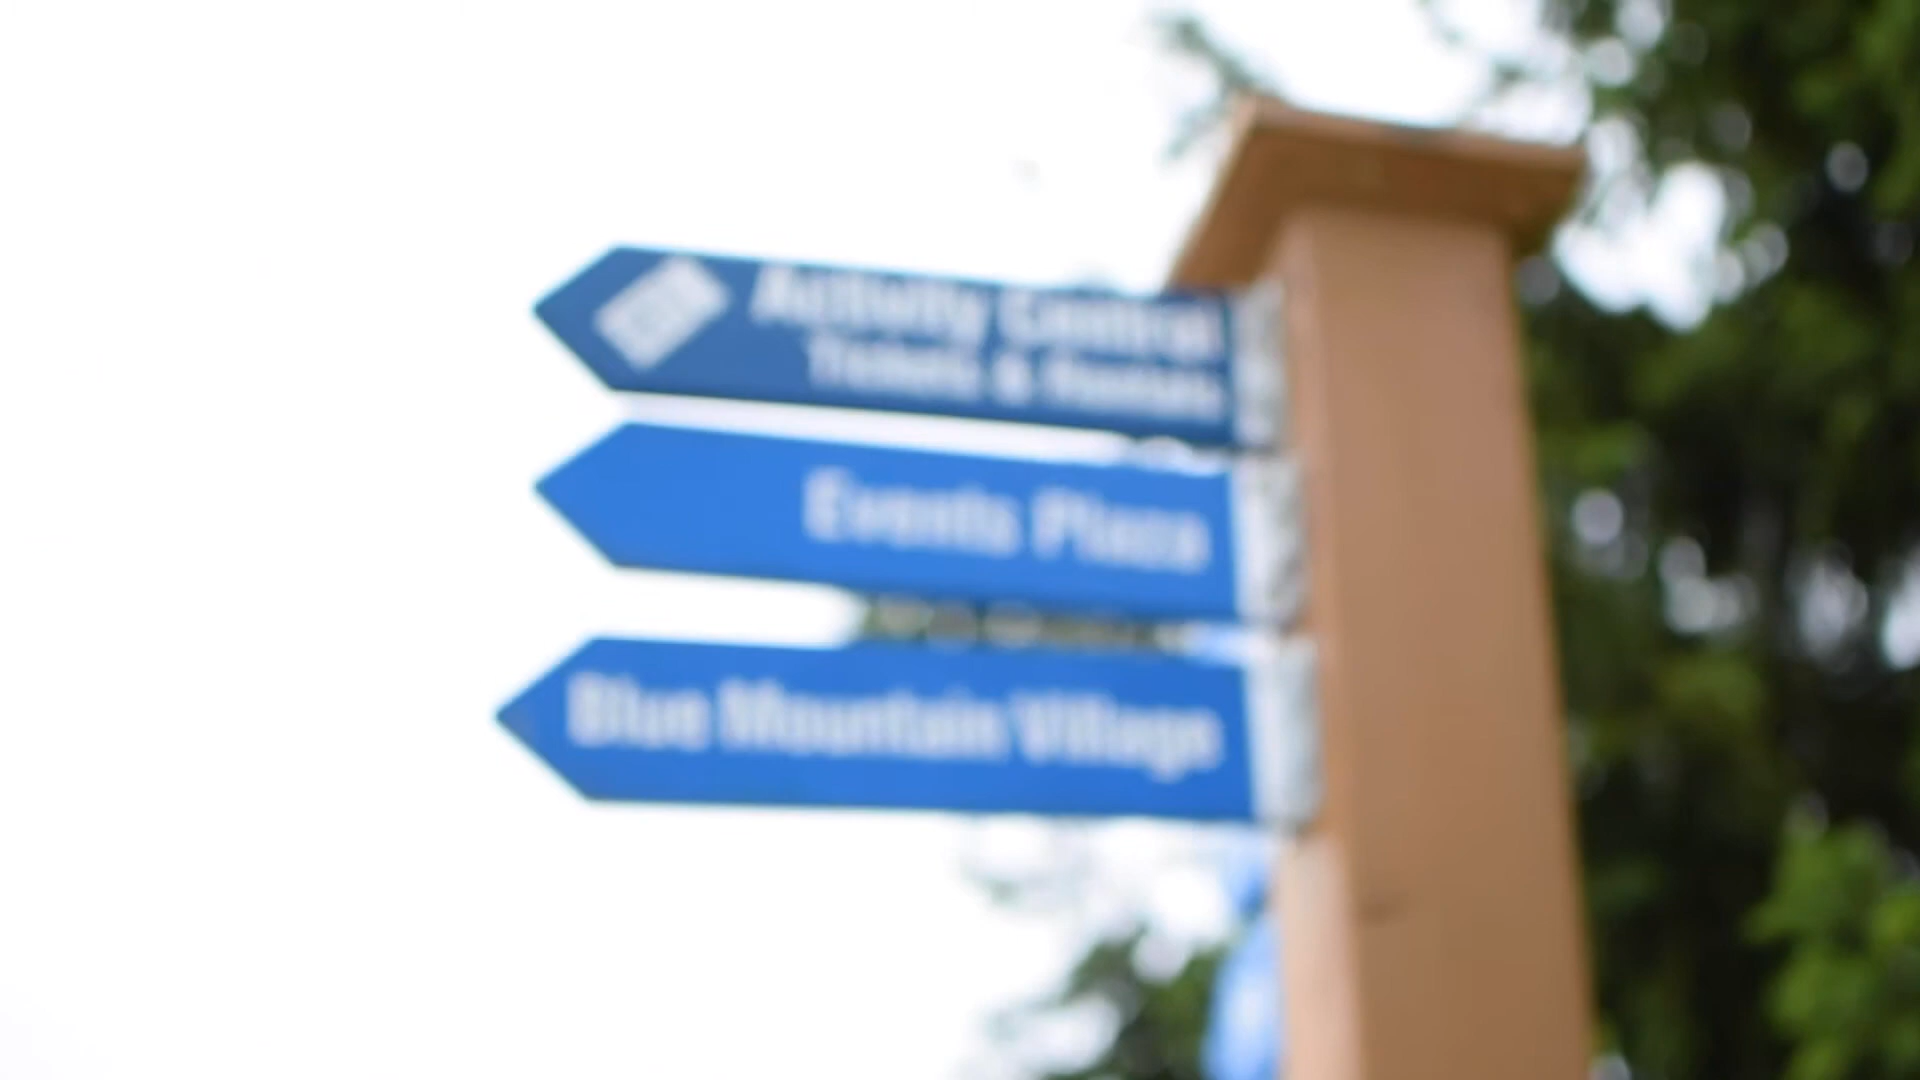 Activity Central
Tickets & Rentals
Events Plaza
Blue Mountain Village